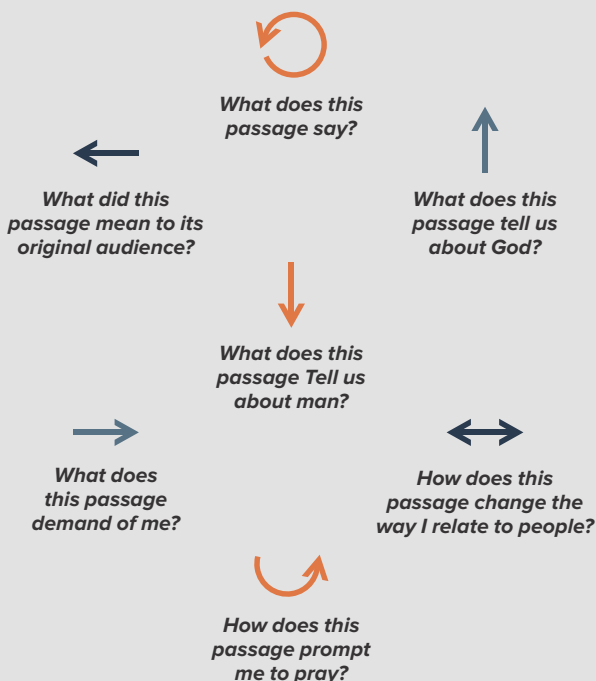 What does this
passage say?
What did this
passage mean to its
original audience?
What does this
passage tell us
about God?
What does this
passage Tell us
about man?
What does
this passage
demand of me?
How does this
passage change the
way I relate to people?
How does this
passage prompt
me to pray?